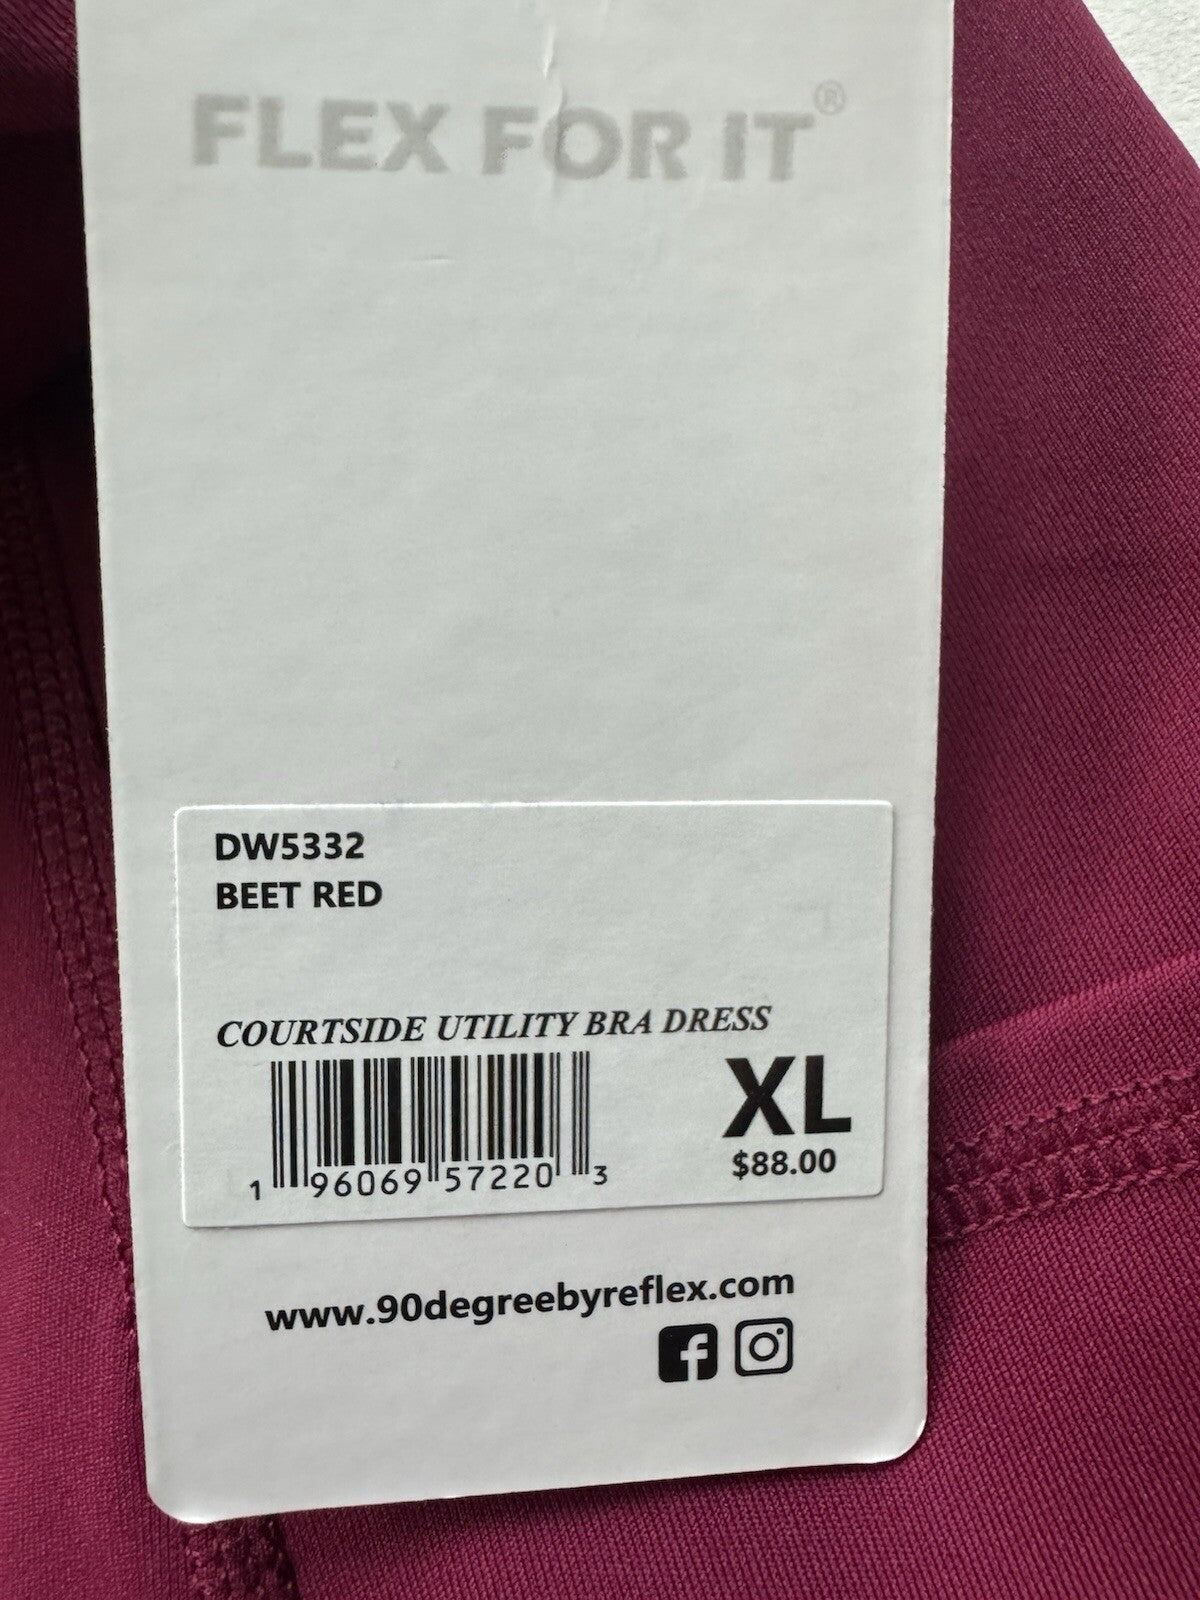 FLEX FOR IT®
DW5332
BEET RED
COURTSIDE UTILITY BRA DRESS
XL
$88.00
1 96069 57220 3
www.90degreebyreflex.com